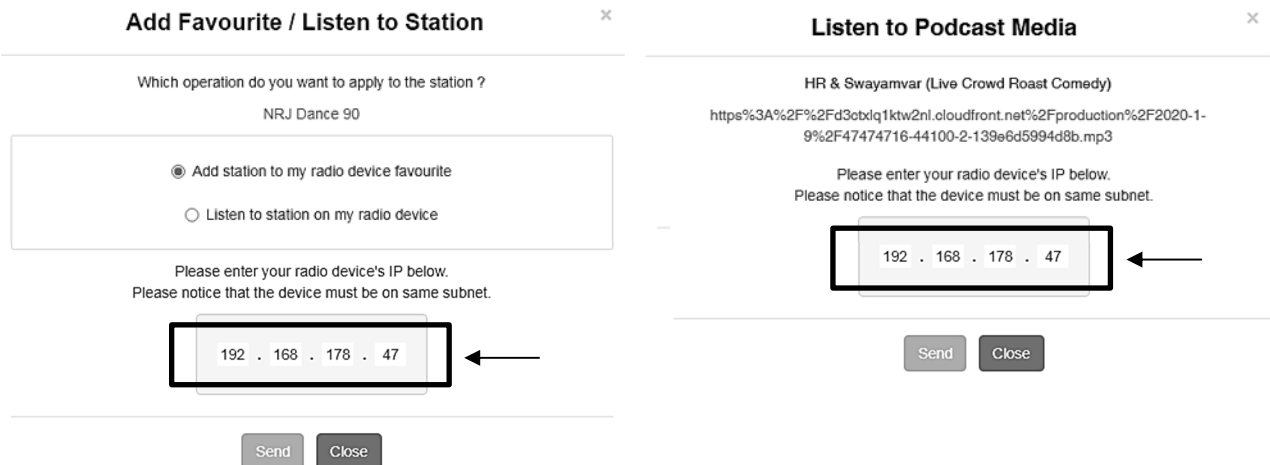 Add Favourite / Listen to Station
×
Which operation do you want to apply to the station ?
NRJ Dance 90
Add station to my radio device favourite
Listen to station on my radio device
Please enter your radio device's IP below.
Please notice that the device must be on same subnet.
192 . 168 . 178 . 47
Send Close
Listen to Podcast Media
×
HR & Swayamvar (Live Crowd Roast Comedy)
https%3A%2F%2Fd3ctxlq1ktw2nl.cloudfront.net%2Fproduction%2F2020-1-
9%2F47474716-44100-2-139e6d5994d8b.mp3
Please enter your radio device's IP below.
Please notice that the device must be on same subnet.
192 . 168 . 178 . 47
Send Close